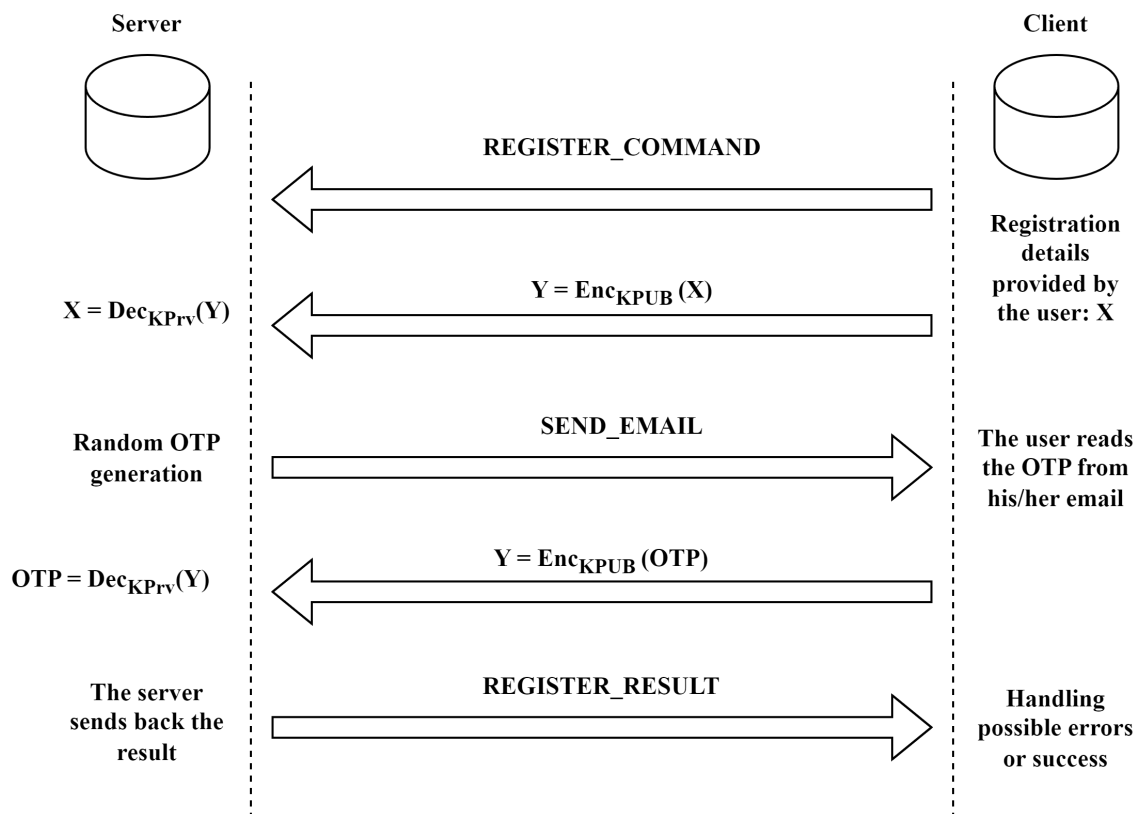 Server
Client
REGISTER_COMMAND
Registration
details
provided by
the user: X
Y = Enc_KPUB (X)
X = Dec_KPrv(Y)
SEND_EMAIL
Random OTP
generation
The user reads
the OTP from
his/her email
Y = Enc_KPUB (OTP)
OTP = Dec_KPrv(Y)
REGISTER_RESULT
The server
sends back the
result
Handling
possible errors
or success